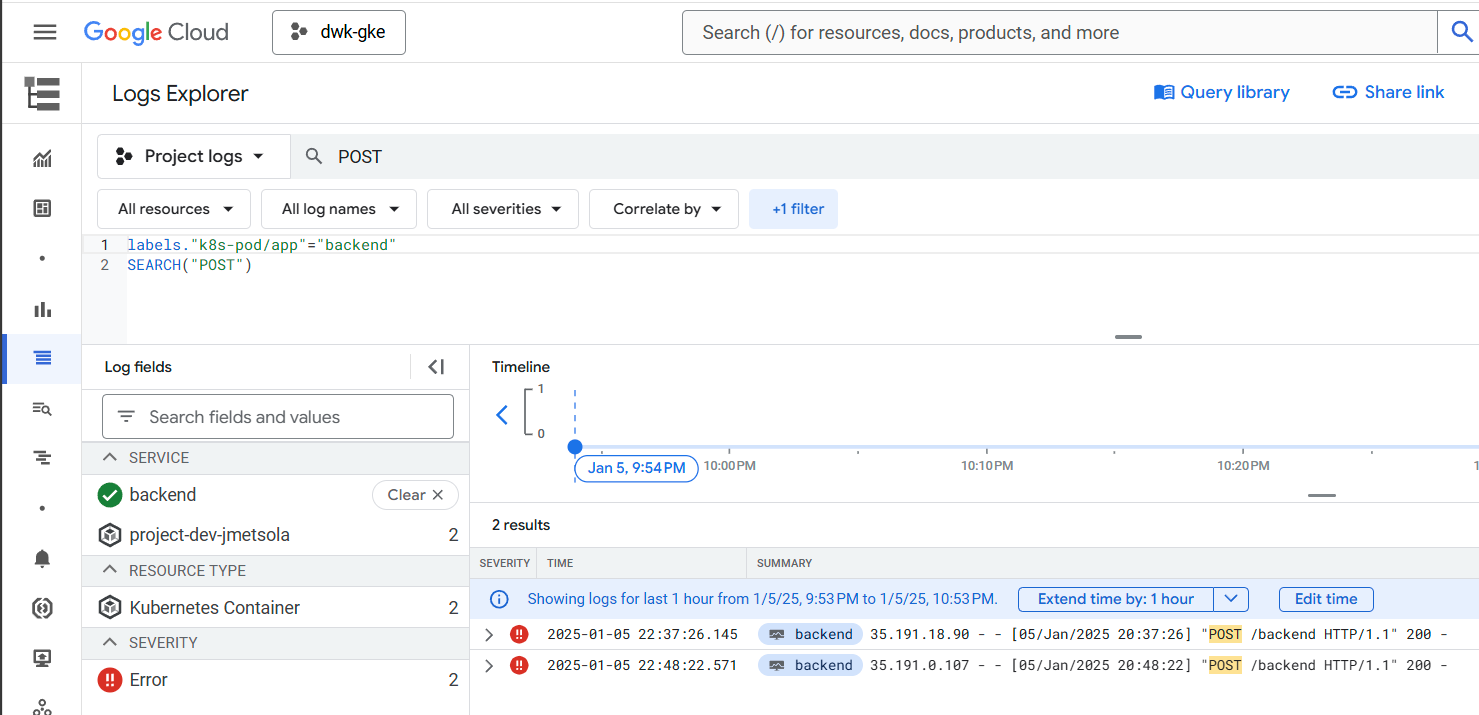 Google Cloud dwk-gke Search (/) for resources, docs, products, and more
Logs Explorer Query library Share link
Project logs POST
All resources All log names All severities Correlate by +1 filter
1 labels."k8s-pod/app"="backend"
2 SEARCH("POST")
Log fields
Search fields and values
SERVICE
backend Clear
project-dev-jmetsola 2
RESOURCE TYPE
Kubernetes Container 2
SEVERITY
Error 2
Timeline
1
0
Jan 5, 9:54 PM 10:00 PM 10:10 PM 10:20 PM 1
2 results
SEVERITY TIME SUMMARY
Showing logs for last 1 hour from 1/5/25, 9:53 PM to 1/5/25, 10:53 PM. Extend time by: 1 hour Edit time
2025-01-05 22:37:26.145 backend 35.191.18.90 - - [05/Jan/2025 20:37:26] "POST /backend HTTP/1.1" 200 -
2025-01-05 22:48:22.571 backend 35.191.0.107 - - [05/Jan/2025 20:48:22] "POST /backend HTTP/1.1" 200 -